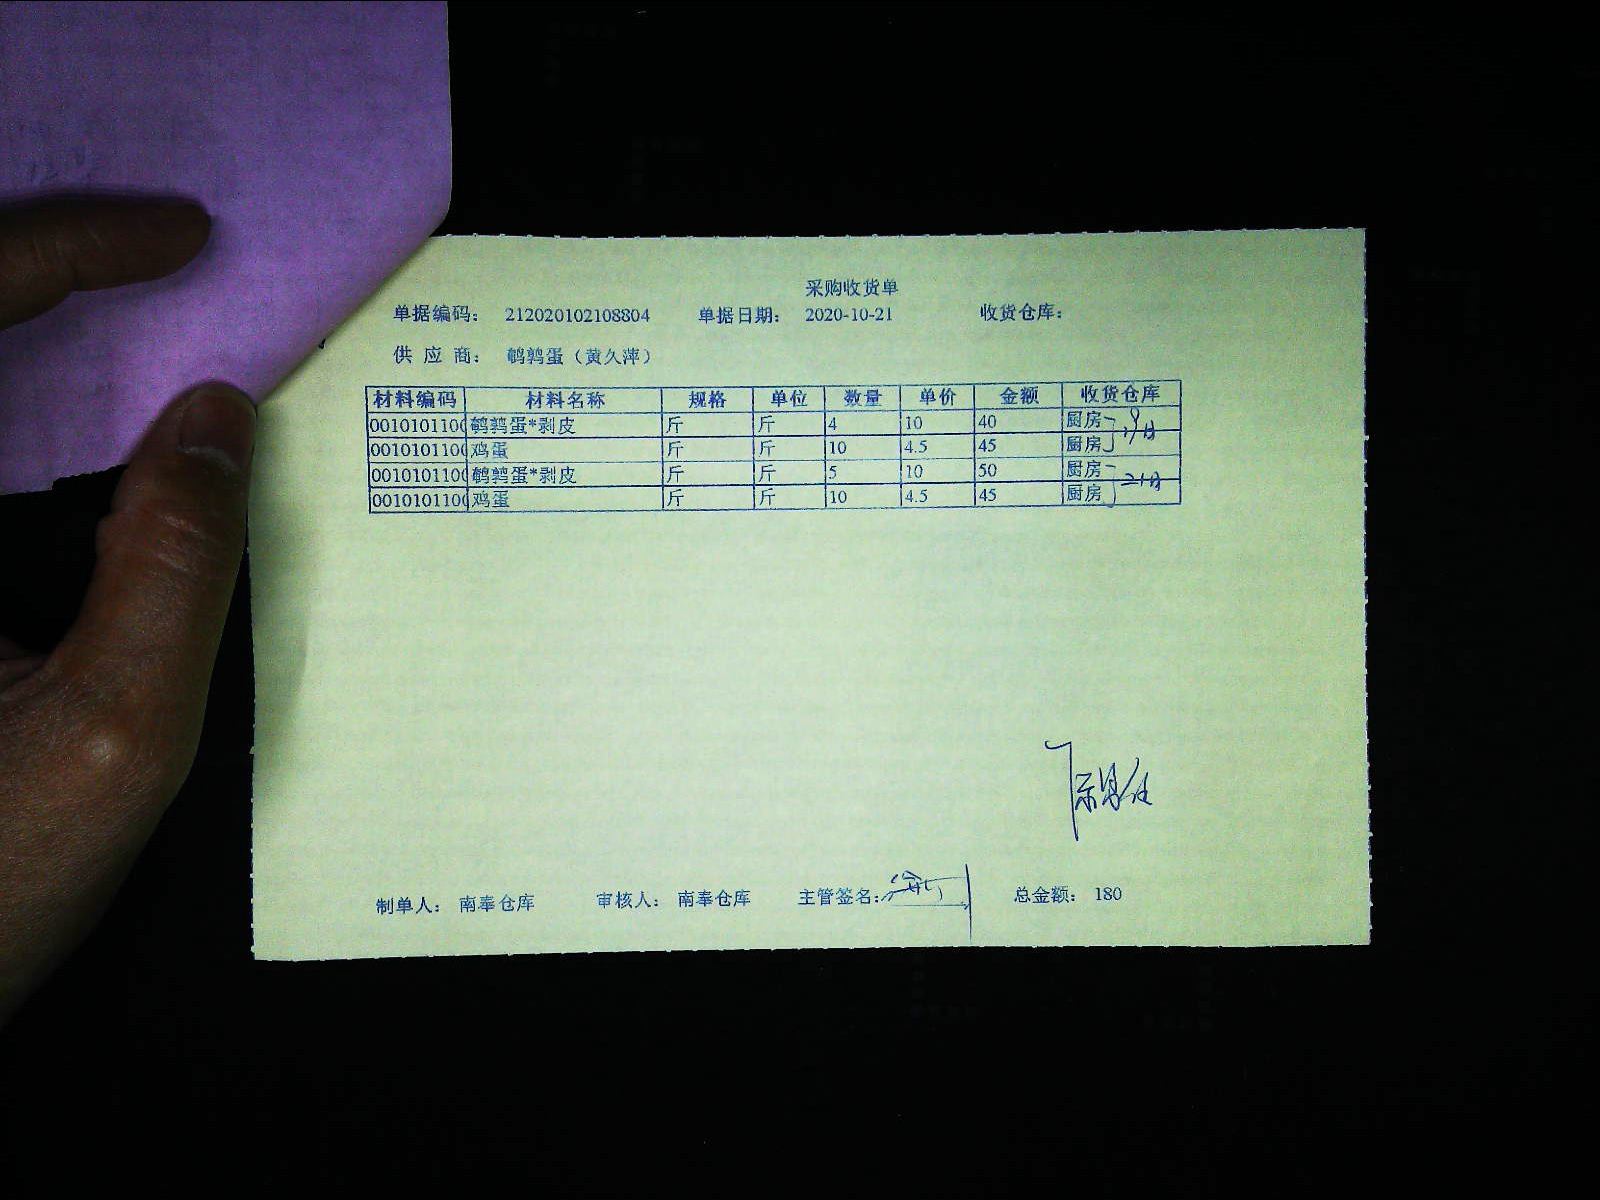 采购收货单
单据编码： 212020102108804 单据日期： 2020-10-21 收货仓库：
供 应 商： 鹌鹑蛋（黄久萍）
材料编码 材料名称 规格 单位 数量 单价 金额 收货仓库
0010101100 鹌鹑蛋*剥皮 斤 斤 4 10 40 厨房
0010101100 鸡蛋 斤 斤 10 4.5 45 厨房
0010101100 鹌鹑蛋*剥皮 斤 斤 5 10 50 厨房
0010101100 鸡蛋 斤 斤 10 4.5 45 厨房
21日
制单人： 南奉仓库 审核人： 南奉仓库 主管签名： 总金额： 180